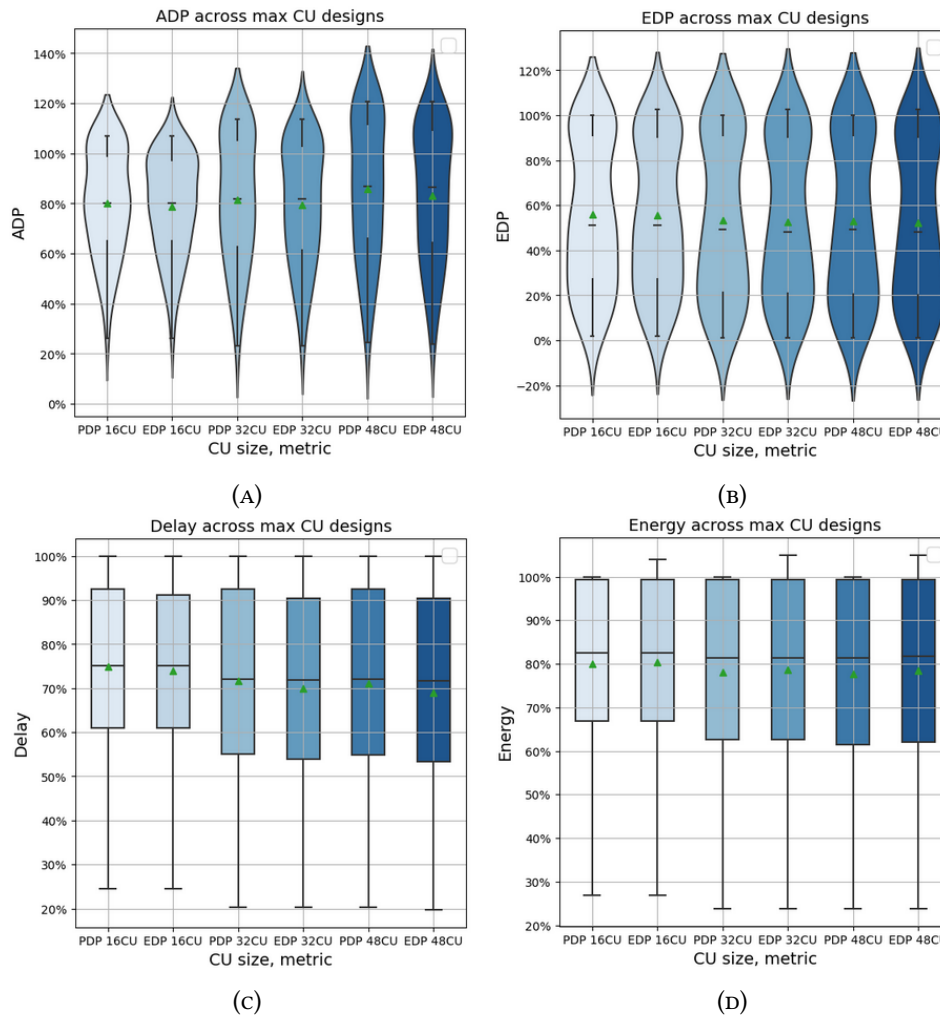 ADP across max CU designs
140%
120%
100%
80%
60%
40%
20%
0%
ADP
PDP 16CU EDP 16CU PDP 32CU EDP 32CU PDP 48CU EDP 48CU
CU size, metric
(A)
EDP across max CU designs
120%
100%
80%
60%
40%
20%
0%
−20%
EDP
PDP 16CU EDP 16CU PDP 32CU EDP 32CU PDP 48CU EDP 48CU
CU size, metric
(B)
Delay across max CU designs
100%
90%
80%
70%
60%
50%
40%
30%
20%
Delay
PDP 16CU EDP 16CU PDP 32CU EDP 32CU PDP 48CU EDP 48CU
CU size, metric
(C)
Energy across max CU designs
100%
90%
80%
70%
60%
50%
40%
30%
20%
Energy
PDP 16CU EDP 16CU PDP 32CU EDP 32CU PDP 48CU EDP 48CU
CU size, metric
(D)